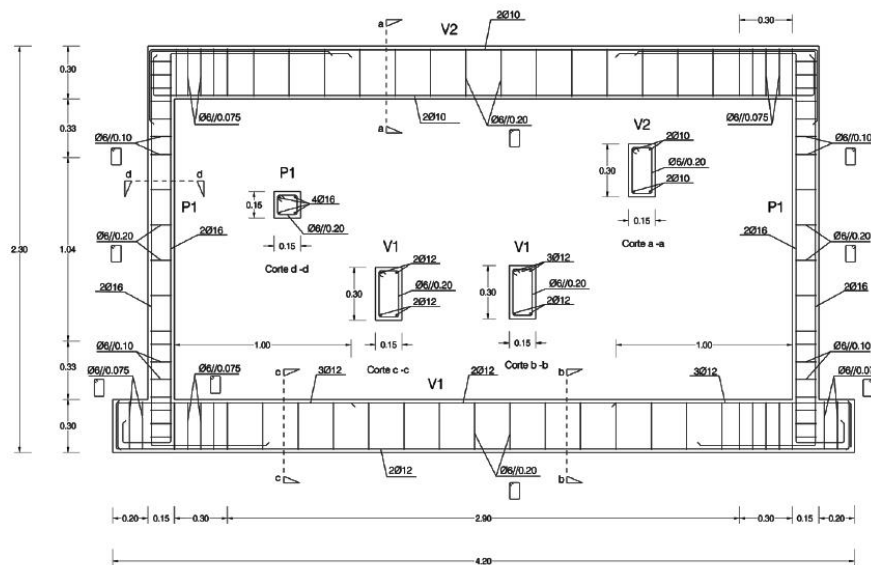 2Ø10
a
V2
0.30
0.30
Ø6//0.075
2Ø10
Ø6//0.20
Ø6//0.075
a
0.33
Ø6//0.10
Ø6//0.10
V2
2Ø10
Ø6//0.20
2Ø10
0.30
0.15
Corte a -a
d
d
P1
P1
4Ø16
0.15
Ø6//0.20
0.15
Corte d -d
P1
2.30
1.04
Ø6//0.20
2Ø16
2Ø16
Ø6//0.20
2Ø16
2Ø16
V1
2Ø12
Ø6//0.20
2Ø12
0.30
0.15
Corte c -c
V1
3Ø12
Ø6//0.20
2Ø12
0.30
0.15
Corte b -b
0.33
Ø6//0.10
1.00
1.00
Ø6//0.10
Ø6//0.075
Ø6//0.075
c
3Ø12
V1
2Ø12
b
3Ø12
0.30
2Ø12
Ø6//0.20
c
b
0.20
0.15
0.30
2.90
0.30
0.15
0.20
4.20